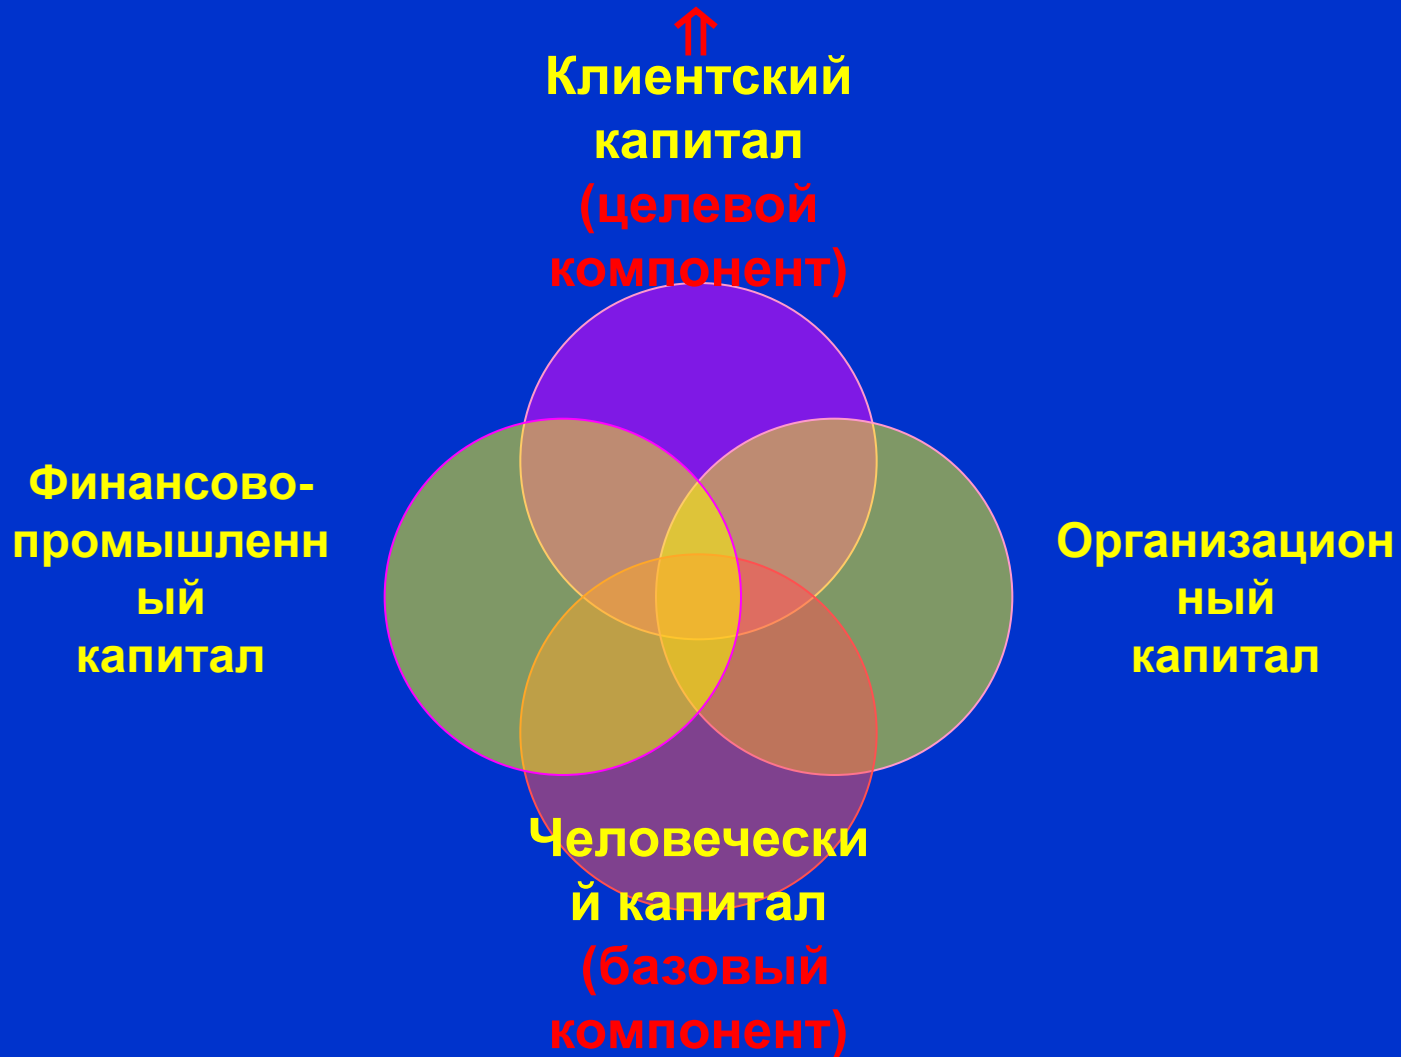 ⇑
Клиентский
капитал
(целевой
компонент)
Финансово-
промышленн
ый
капитал
Организацион
ный
капитал
Человечески
й капитал
(базовый
компонент)